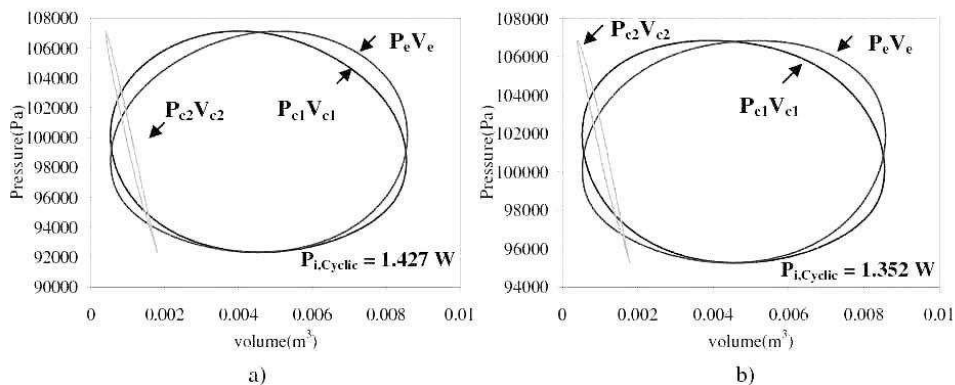 108000
106000
104000
102000
100000
98000
96000
94000
92000
90000
Pressure(Pa)
PeVe
Pc2Vc2
Pc1Vc1
Pi,Cyclic = 1.427 W
0 0.002 0.004 0.006 0.008 0.01
volume(m³)
a)
108000
106000
104000
102000
100000
98000
96000
94000
Pressure(Pa)
Pc2Vc2
PeVe
Pc1Vc1
Pi,Cyclic = 1.352 W
0 0.002 0.004 0.006 0.008 0.01
volume(m³)
b)